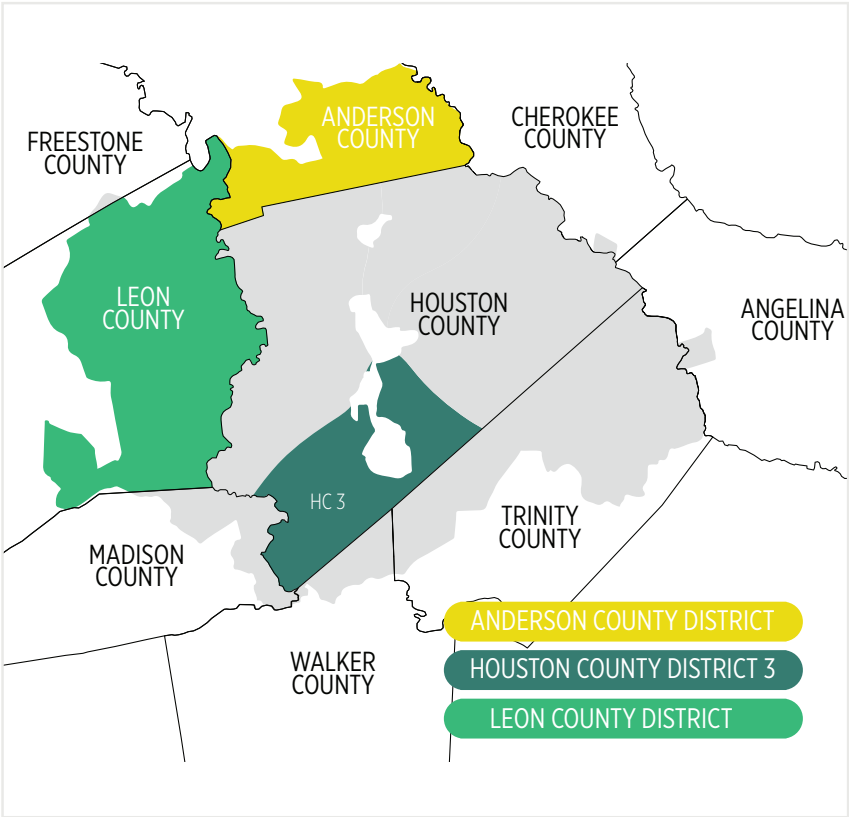 ANDERSON
COUNTY
CHEROKEE
COUNTY
FREESTONE
COUNTY
LEON
COUNTY
HOUSTON
COUNTY
ANGELINA
COUNTY
HC 3
TRINITY
COUNTY
MADISON
COUNTY
WALKER
COUNTY
ANDERSON COUNTY DISTRICT
HOUSTON COUNTY DISTRICT 3
LEON COUNTY DISTRICT